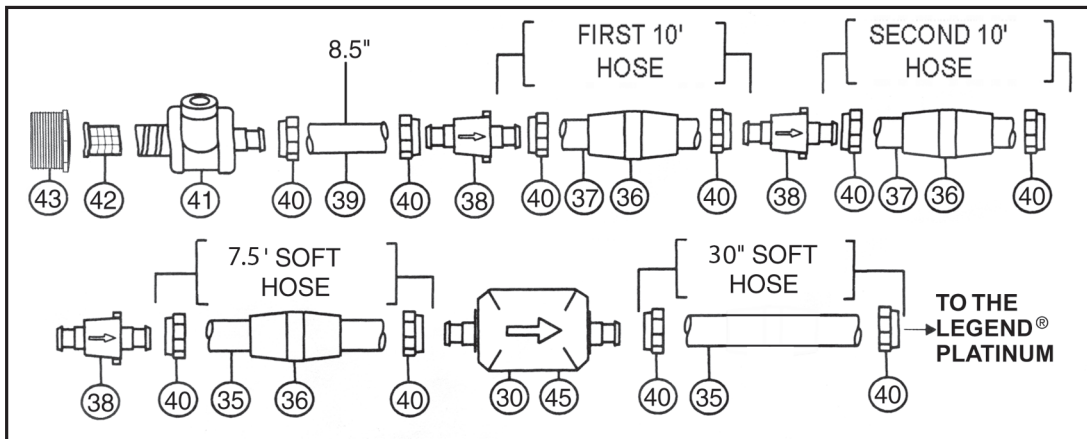 8.5"
FIRST 10'
HOSE
SECOND 10'
HOSE
43 42 41 40 39 40 38 40 37 36 40 38 40 37 36 40
7.5' SOFT
HOSE
30" SOFT
HOSE
TO THE
LEGEND®
PLATINUM
38 40 35 36 40 30 45 40 35 40